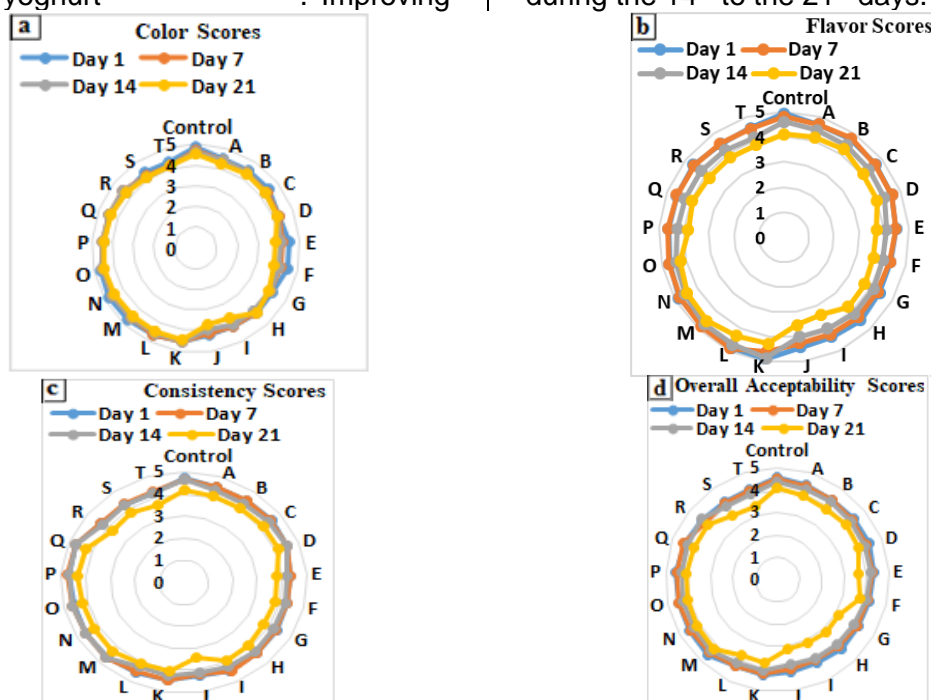 yoghurt . Improving
during the 14 to the 21 days.
a Color Scores
Day 1 Day 7
Day 14 Day 21
Control
T 5 A
S 4 B
R 3 C
Q 2 D
P 1 E
O 0 F
N G
M H
L I
K J
b Flavor Scores
Day 1 Day 7
Day 14 Day 21
Control
T 5 A
S 4 B
R 3 C
Q 2 D
P 1 E
O 0 F
N G
M H
L I
K J
c Consistency Scores
Day 1 Day 7
Day 14 Day 21
Control
T 5 A
S 4 B
R 3 C
Q 2 D
P 1 E
O 0 F
N G
M H
L I
K J
d Overall Acceptability Scores
Day 1 Day 7
Day 14 Day 21
Control
T 5 A
S 4 B
R 3 C
Q 2 D
P 1 E
O 0 F
N G
M H
L I
K J